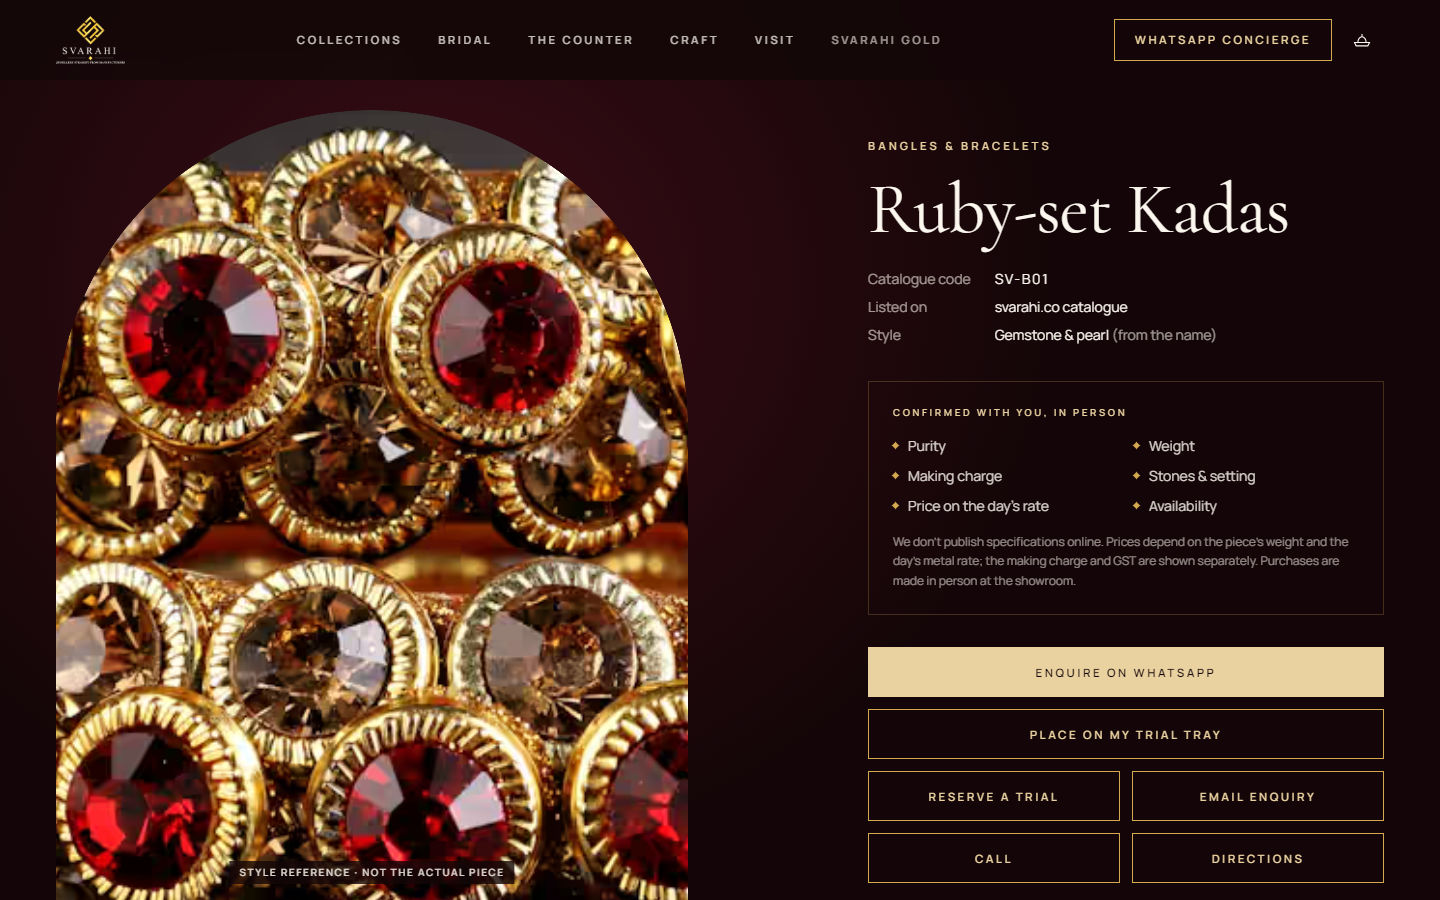 SVARAHI
JEWELLERY STRAIGHT FROM MANUFACTURERS
COLLECTIONS
BRIDAL
THE COUNTER
CRAFT
VISIT
SVARAHI GOLD
WHATSAPP CONCIERGE
STYLE REFERENCE · NOT THE ACTUAL PIECE
BANGLES & BRACELETS
Ruby-set Kadas
Catalogue code SV-B01
Listed on svarahi.co catalogue
Style Gemstone & pearl (from the name)
CONFIRMED WITH YOU, IN PERSON
Purity
Weight
Making charge
Stones & setting
Price on the day's rate
Availability
We don't publish specifications online. Prices depend on the piece's weight and the
day's metal rate; the making charge and GST are shown separately. Purchases are
made in person at the showroom.
ENQUIRE ON WHATSAPP
PLACE ON MY TRIAL TRAY
RESERVE A TRIAL
EMAIL ENQUIRY
CALL
DIRECTIONS